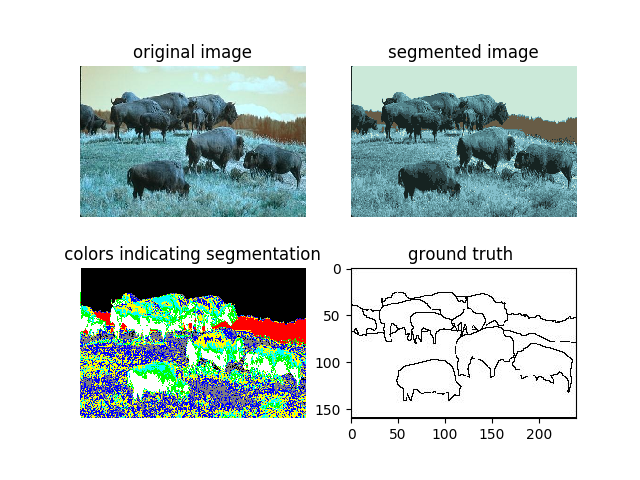 original image
segmented image
colors indicating segmentation
ground truth
0
50
100
150
0
50
100
150
200